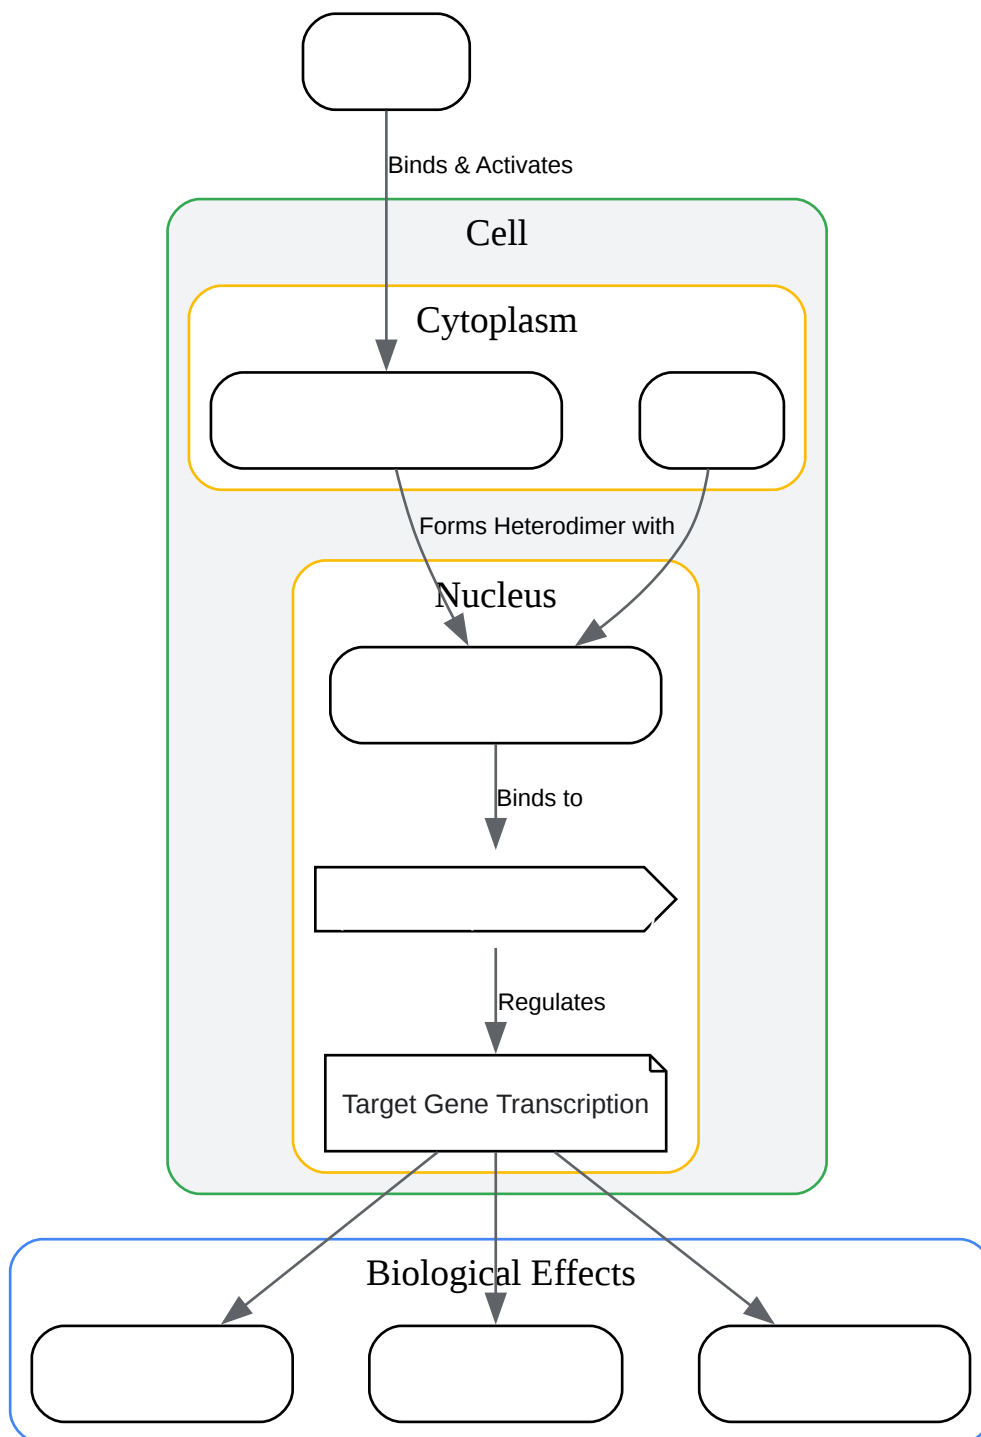 Binds & Activates
Cell
Cytoplasm
Forms Heterodimer with
Nucleus
Binds to
Regulates
Target Gene Transcription
Biological Effects